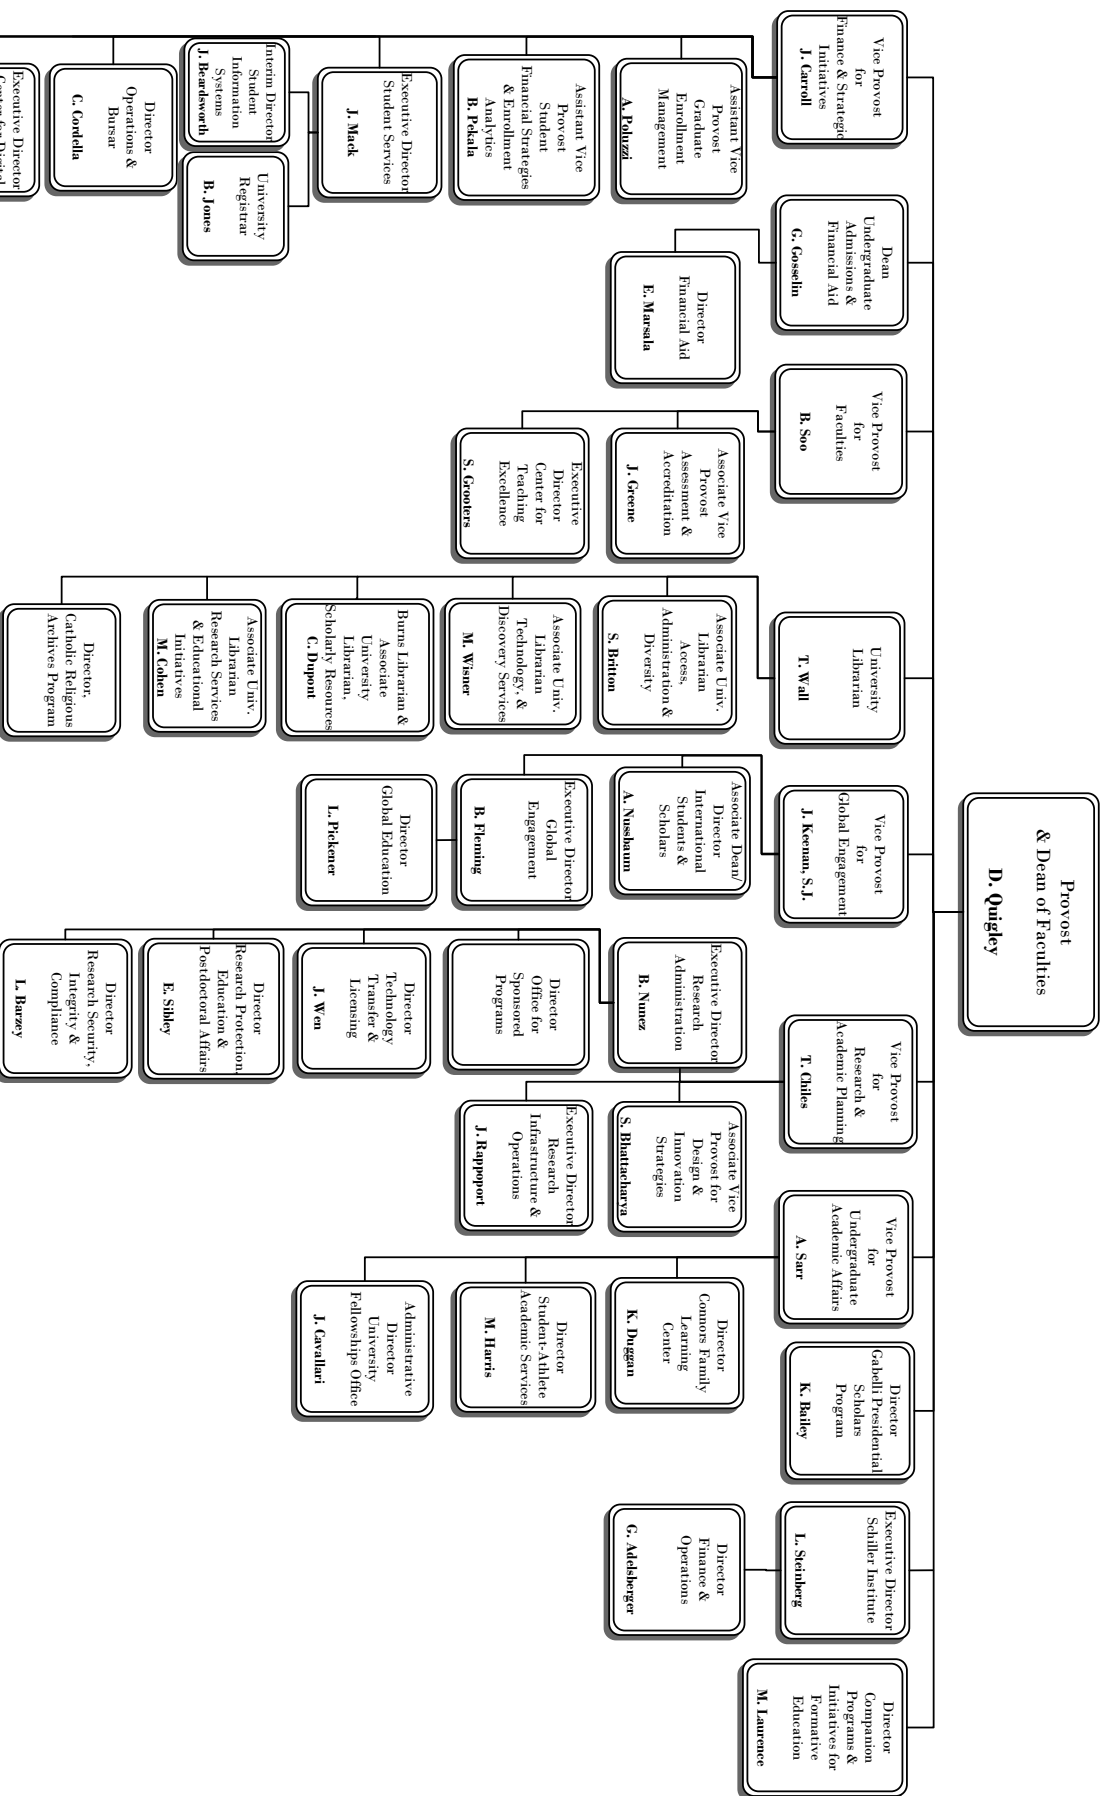 Provost
& Dean of Faculties
D. Quigley
Vice Provost
for
Finance & Strategic
Initiatives
J. Carroll
Assistant Vice
Provost
Graduate
Enrollment
Management
A. Poluzzi
Assistant Vice
Provost
Student
Financial Strategies
& Enrollment
Analytics
B. Pekala
Executive Director
Student Services
J. Mack
Interim Director
Student
Information
Systems
J. Beardsworth
University
Registrar
B. Jones
Director
Operations &
Bursar
C. Cordella
Executive Director
Center for Digital
Dean
Undergraduate
Admissions &
Financial Aid
G. Gosselin
Director
Financial Aid
E. Marsala
Vice Provost
for
Faculties
B. Soo
Associate Vice
Provost
Assessment &
Accreditation
J. Greene
Executive
Director
Center for
Teaching
Excellence
S. Grooters
University
Librarian
T. Wall
Associate Univ.
Librarian
Access,
Administration &
Diversity
S. Britton
Associate Univ.
Librarian
Technology, &
Discovery Services
M. Wisner
Burns Librarian &
Associate
University
Librarian,
Scholarly Resources
C. Dupont
Associate Univ.
Librarian
Research Services
& Educational
Initiatives
M. Cohen
Director,
Catholic Religious
Archives Program
Vice Provost
for
Global Engagement
J. Keenan, S.J.
Associate Dean/
Director
International
Students &
Scholars
A. Nussbaum
Executive Director
Global
Engagement
B. Fleming
Director
Global Education
L. Pickener
Vice Provost
for
Research &
Academic Planning
T. Chiles
Executive Director
Research
Administration
B. Nunez
Director
Office for
Sponsored
Programs
Director
Technology
Transfer &
Licensing
J. Wen
Director
Research Protection,
Education &
Postdoctoral Affairs
E. Sibley
Director
Research Security,
Integrity &
Compliance
L. Barzey
Associate Vice
Provost for
Design &
Innovation
Strategies
S. Bhattacharya
Executive Director
Research
Infrastructure &
Operations
J. Rappoport
Vice Provost
for
Undergraduate
Academic Affairs
A. Sarr
Director
Connors Family
Learning
Center
K. Duggan
Director
Student-Athlete
Academic Services
M. Harris
Administrative
Director
University
Fellowships Office
J. Cavallari
Director
Gabelli Presidential
Scholars
Program
K. Bailey
Executive Director
Schiller Institute
L. Steinberg
Director
Finance &
Operations
G. Adelsberger
Director
Companion
Programs &
Initiatives for
Formative
Education
M. Laurence